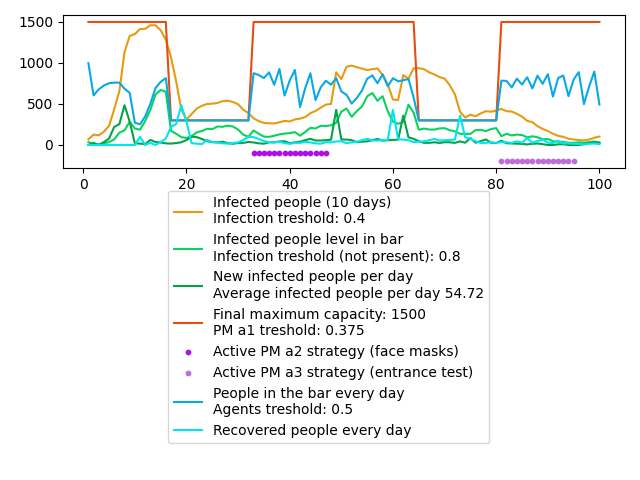 1500
1000
500
0
0 20 40 60 80 100
Infected people (10 days)
Infection treshold: 0.4
Infected people level in bar
Infection treshold (not present): 0.8
New infected people per day
Average infected people per day 54.72
Final maximum capacity: 1500
PM a1 treshold: 0.375
Active PM a2 strategy (face masks)
Active PM a3 strategy (entrance test)
People in the bar every day
Agents treshold: 0.5
Recovered people every day